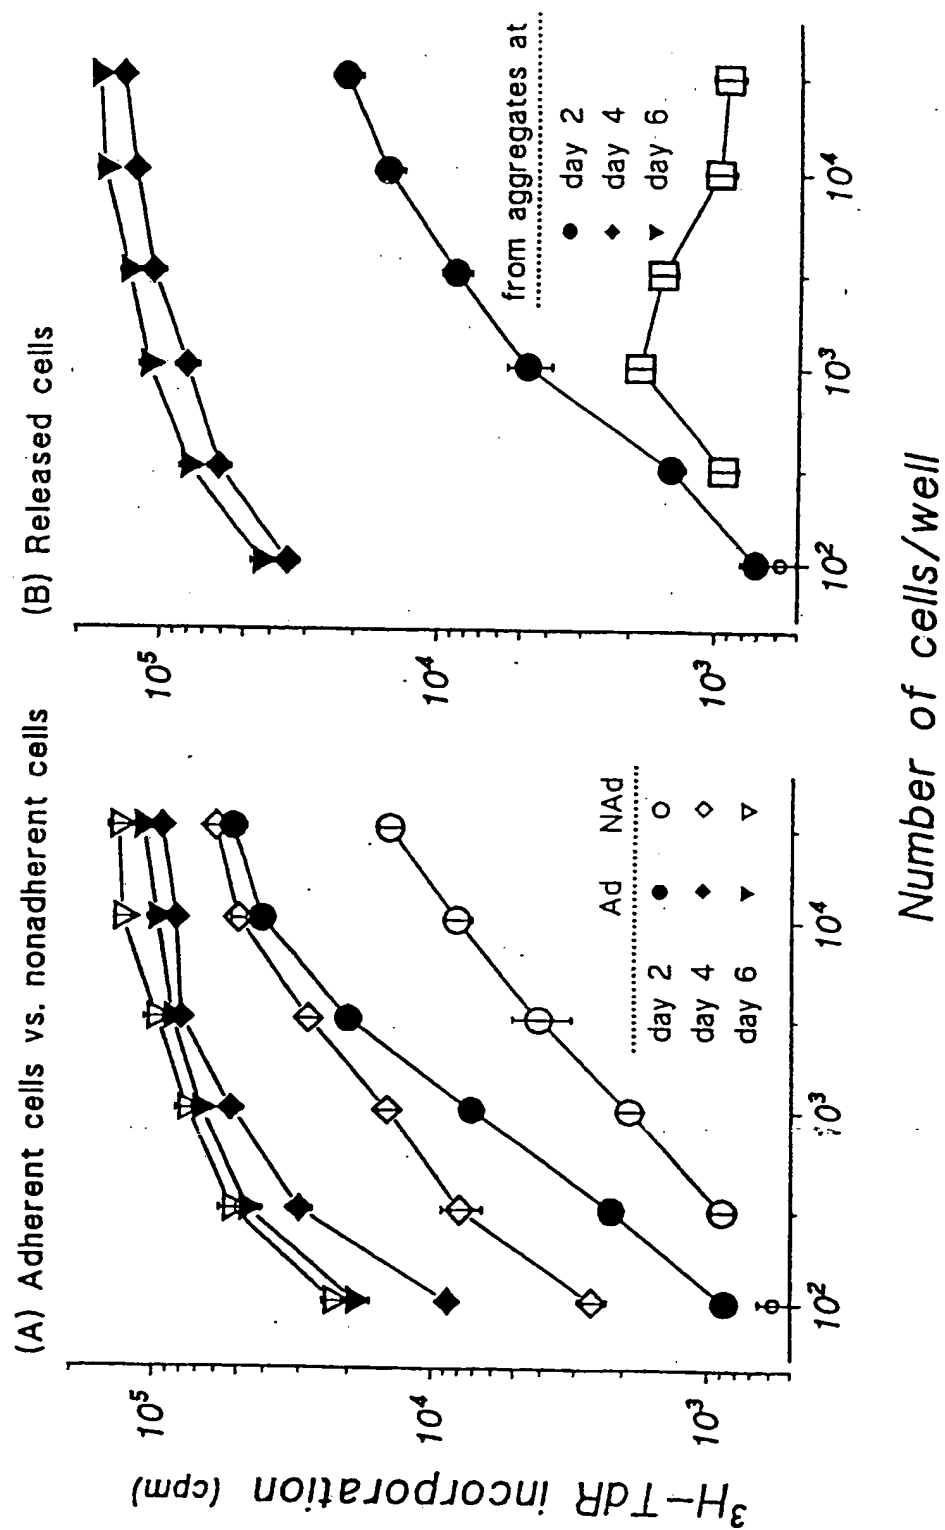 (A) Adherent cells vs. nonadherent cells
³H-TdR incorporation (cpm)
10⁵
10⁴
10³
Ad NAd
day 2
day 4
day 6
10² 10³ 10⁴
(B) Released cells
10⁵
10⁴
10³
from aggregates at
day 2
day 4
day 6
10² 10³ 10⁴
Number of cells/well